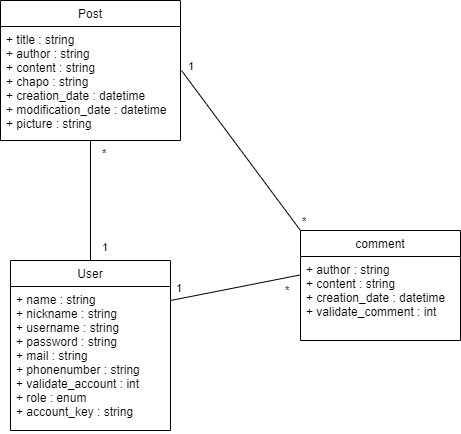 Post
+ title : string
+ author : string
+ content : string
+ chapo : string
+ creation_date : datetime
+ modification_date : datetime
+ picture : string
1
*
*
1
comment
+ author : string
+ content : string
+ creation_date : datetime
+ validate_comment : int
User
+ name : string
+ nickname : string
+ username : string
+ password : string
+ mail : string
+ phonenumber : string
+ validate_account : int
+ role : enum
+ account_key : string
1
*